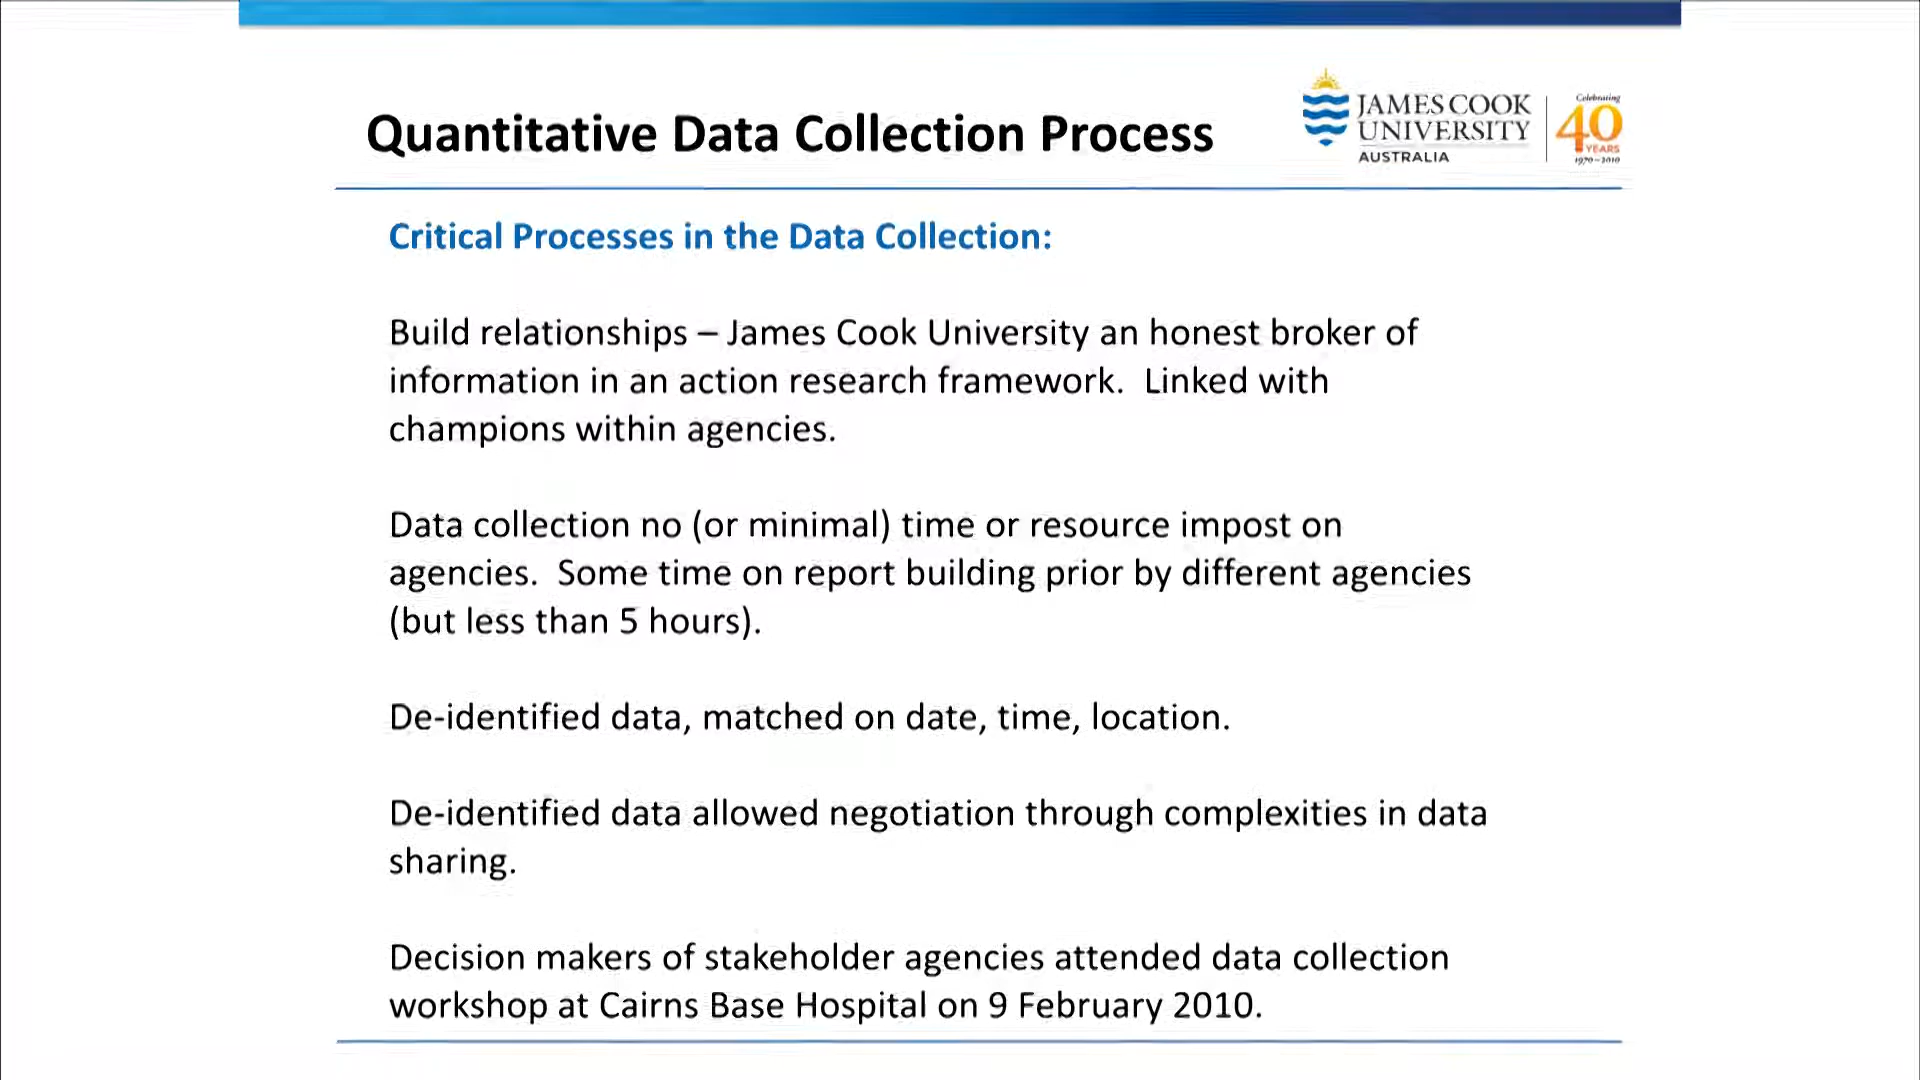 Quantitative Data Collection Process
JAMES COOK
UNIVERSITY
AUSTRALIA
Celebrating
40
YEARS
1970–2010
Critical Processes in the Data Collection:
Build relationships – James Cook University an honest broker of
information in an action research framework.  Linked with
champions within agencies.
Data collection no (or minimal) time or resource impost on
agencies.  Some time on report building prior by different agencies
(but less than 5 hours).
De-identified data, matched on date, time, location.
De-identified data allowed negotiation through complexities in data
sharing.
Decision makers of stakeholder agencies attended data collection
workshop at Cairns Base Hospital on 9 February 2010.